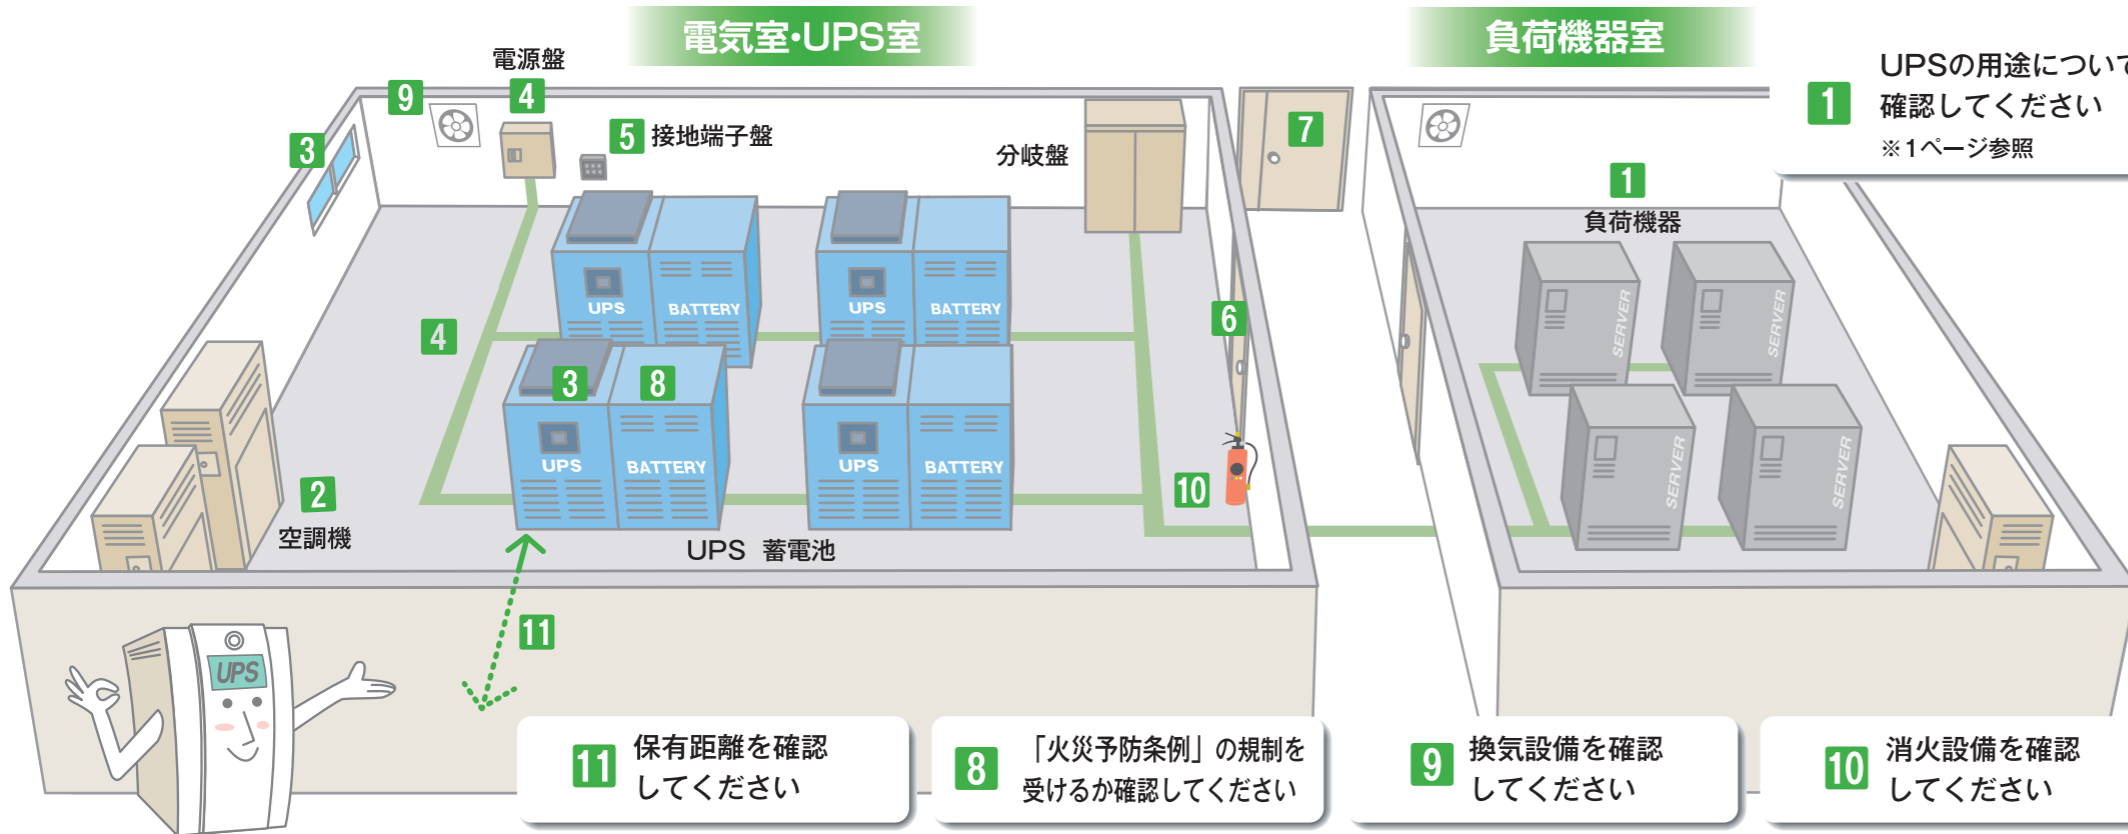 電気室・UPS室
負荷機器室
1
UPSの用途について
確認してください
※1ページ参照
電源盤
4
9
3
5 接地端子盤
分岐盤
7
1
負荷機器
UPS
BATTERY
UPS
BATTERY
SERVER
SERVER
4
6
3
8
UPS
BATTERY
UPS
BATTERY
SERVER
SERVER
2
空調機
10
UPS 蓄電池
11
UPS
11
保有距離を確認
してください
8
「火災予防条例」の規制を
受けるか確認してください
9
換気設備を確認
してください
10
消火設備を確認
してください